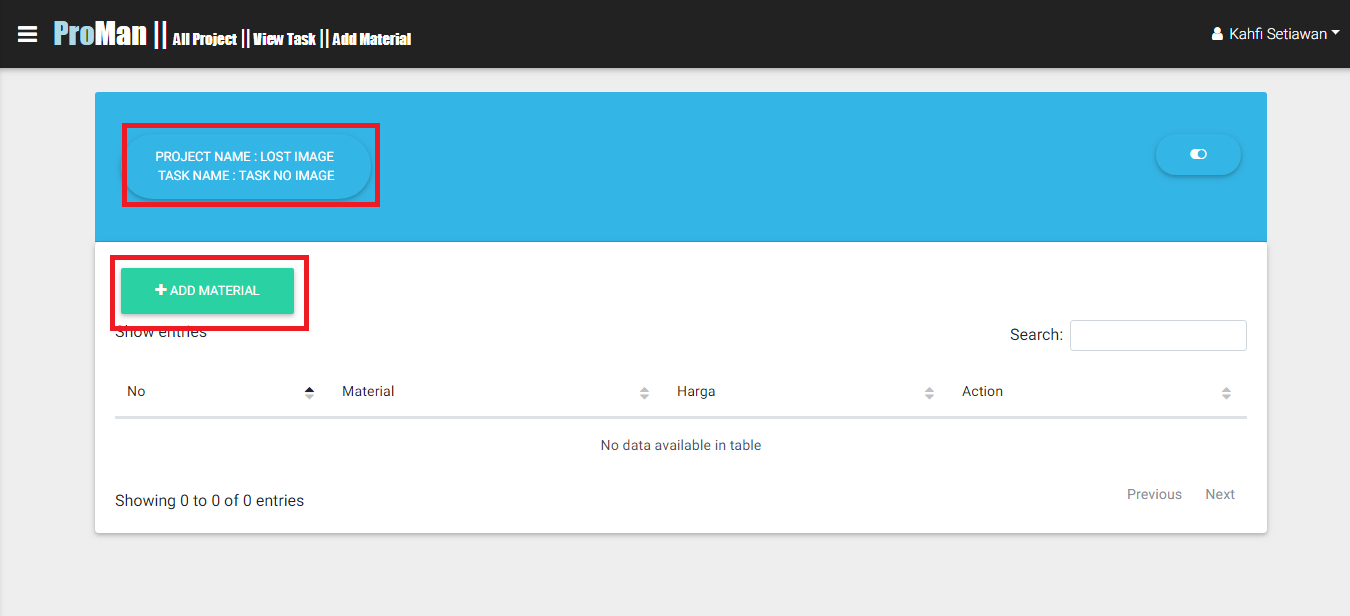 ProMan || All Project || View Task || Add Material
Kahfi Setiawan
PROJECT NAME : LOST IMAGE
TASK NAME : TASK NO IMAGE
ADD MATERIAL
Show entries
Search:
No Material Harga Action
No data available in table
Showing 0 to 0 of 0 entries
Previous Next